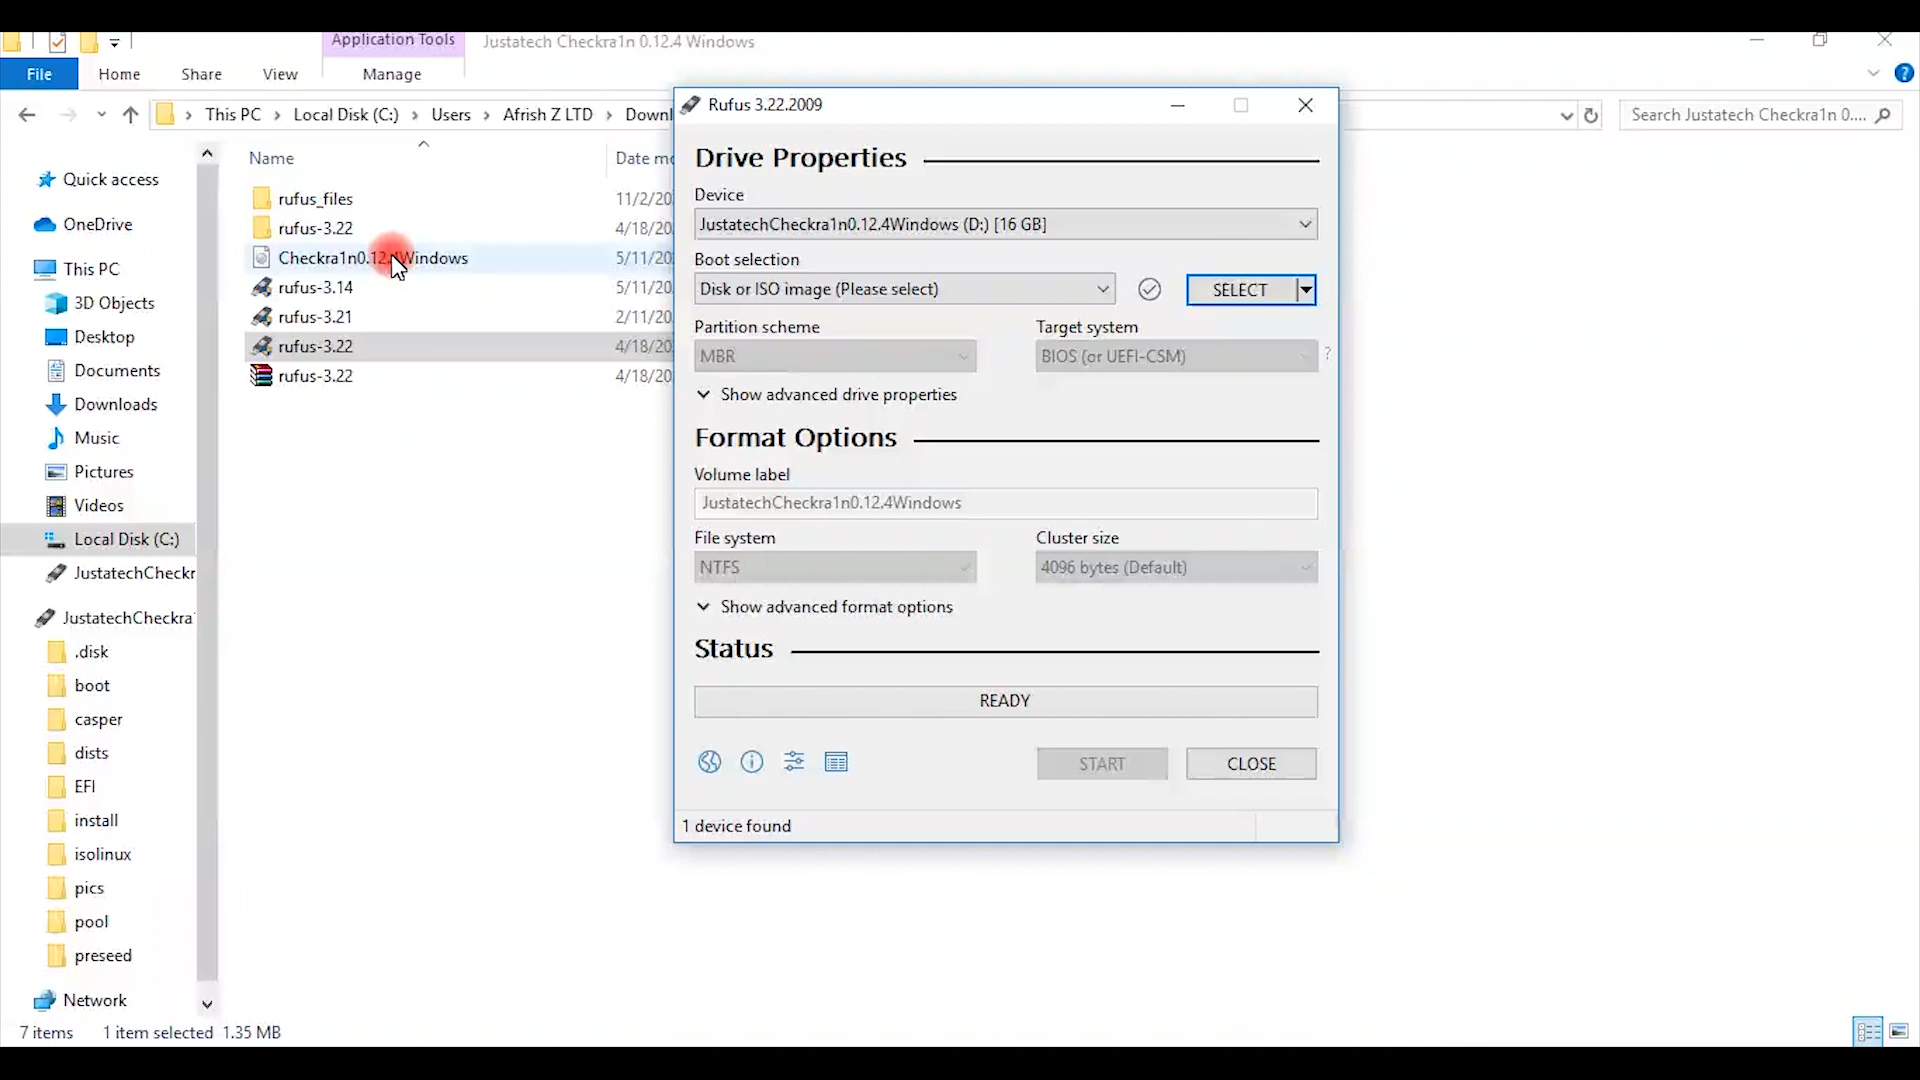 Application Tools
Justatech Checkra1n 0.12.4 Windows
File
Home
Share
View
Manage
This PC
Local Disk (C:)
Users
Afrish Z LTD
Downl
Search Justatech Checkra1n 0....
Quick access
OneDrive
This PC
3D Objects
Desktop
Documents
Downloads
Music
Pictures
Videos
Local Disk (C:)
JustatechCheckr
JustatechCheckra
.disk
boot
casper
dists
EFI
install
isolinux
pics
pool
preseed
Network
Name
Date mo
rufus_files
11/2/20
rufus-3.22
4/18/20
Checkra1n0.12.4Windows
5/11/20
rufus-3.14
5/11/20
rufus-3.21
2/11/20
rufus-3.22
4/18/20
rufus-3.22
4/18/20
7 items
1 item selected 1.35 MB
Rufus 3.22.2009
Drive Properties
Device
JustatechCheckra1n0.12.4Windows (D:) [16 GB]
Boot selection
Disk or ISO image (Please select)
SELECT
Partition scheme
Target system
MBR
BIOS (or UEFI-CSM)
?
Show advanced drive properties
Format Options
Volume label
JustatechCheckra1n0.12.4Windows
File system
Cluster size
NTFS
4096 bytes (Default)
Show advanced format options
Status
READY
START
CLOSE
1 device found